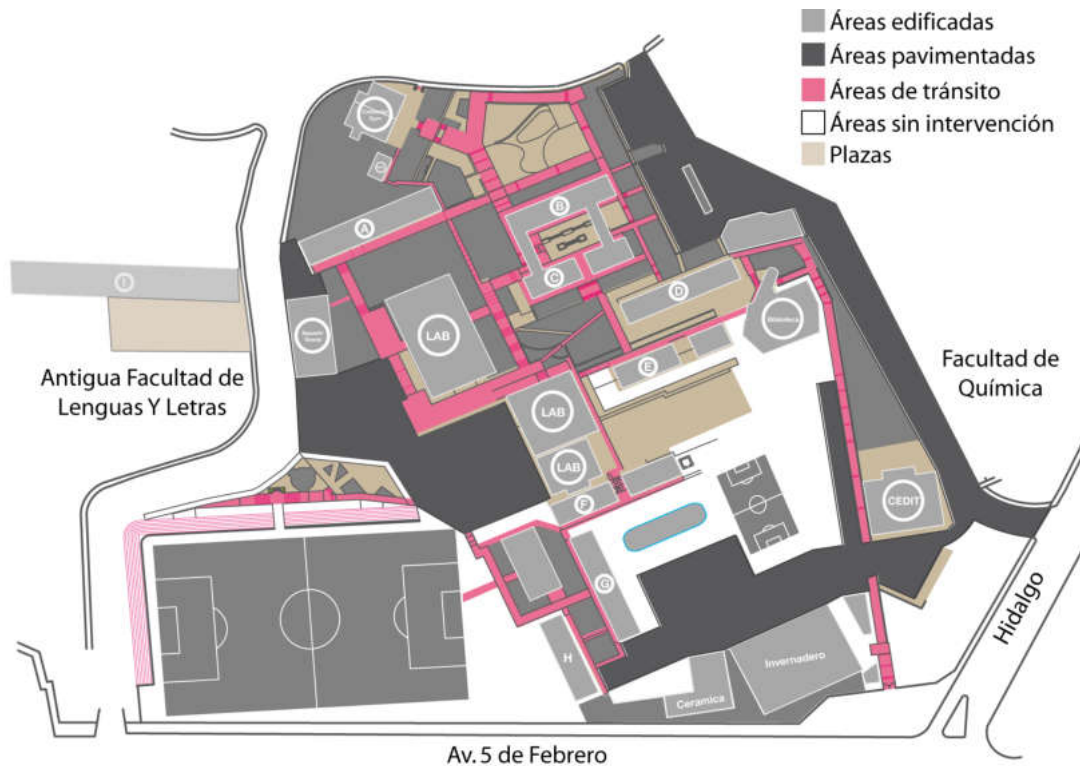 Áreas edificadas
Áreas pavimentadas
Áreas de tránsito
Áreas sin intervención
Plazas
A
B
C
LAB
D
Biblioteca
E
I
Antigua Facultad de
Lenguas Y Letras
Facultad de
Química
LAB
LAB
F
CEDIT
G
H
Invernadero
Ceramica
Hidalgo
Av. 5 de Febrero